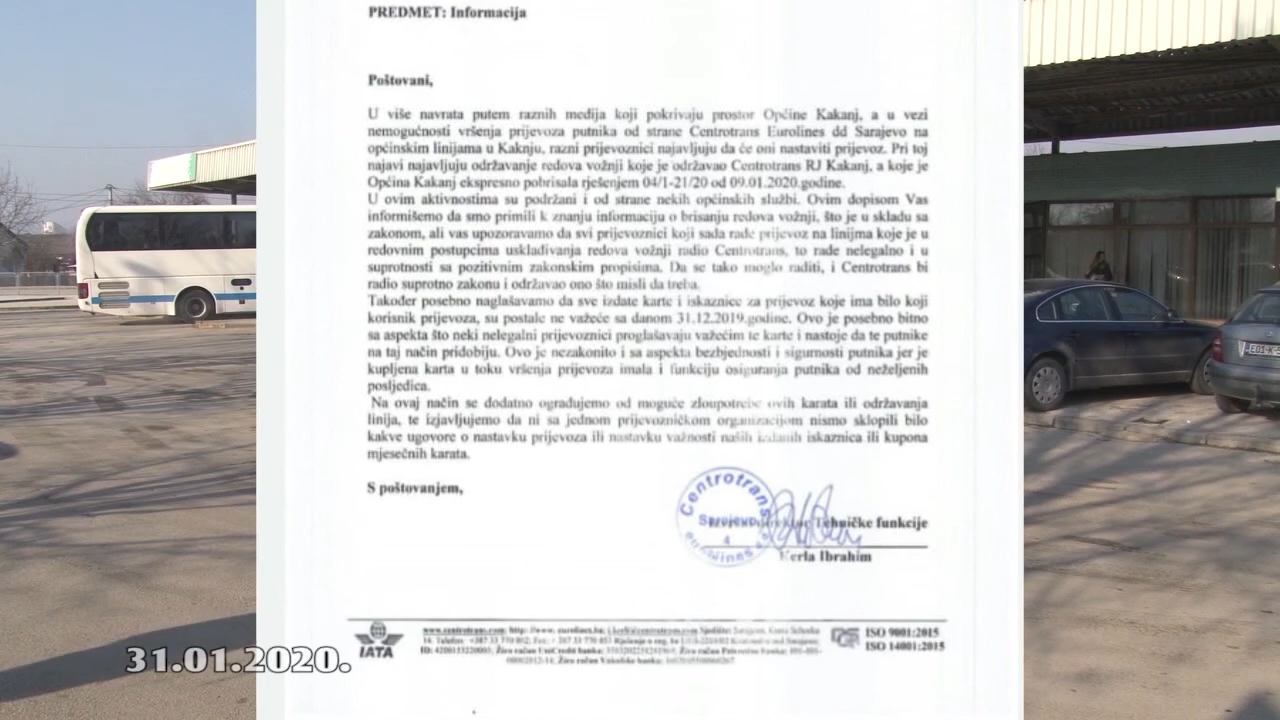 PREDMET: Informacija
Poštovani,
U više navrata putem raznih medija koji pokrivaju prostor Općine Kakanj, a u vezi
nemogućnosti vršenja prijevoza putnika od strane Centrotrans Eurolines dd Sarajevo na
općinskim linijama u Kaknju, razni prijevoznici najavljuju da će oni nastaviti prijevoz. Pri toj
najavi najavljuju održavanje redova vožnji koje je održavao Centrotrans RJ Kakanj, a koje je
Općina Kakanj ekspresno pobrisala rješenjem 04/1-21/20 od 09.01.2020.godine.
U ovim aktivnostima su podržani i od strane nekih općinskih službi. Ovim dopisom Vas
informišemo da smo primili k znanju informaciju o brisanju redova vožnji, što je u skladu sa
zakonom, ali vas upozoravamo da svi prijevoznici koji sada rade prijevoz na linijma koje je u
redovnim postupcima usklađivanja redova vožnji radio Centrotrans, to rade nelegalno i u
suprotnosti sa pozitivnim zakonskim propisima. Da se tako moglo raditi, i Centrotrans bi
radio suprotno zakonu i održavao ono što misli da treba.
Također posebno naglašavamo da sve izdate karte i iskaznice za prijevoz koje ima bilo koji
korisnik prijevoza, su postale ne važeće sa danom 31.12.2019.godine. Ovo je posebno bitno
sa aspekta što neki nelegalni prijevoznici proglašavaju važećim te karte i nastoje da te putnike
na taj način pridobiju. Ovo je nezakonito i sa aspekta bezbjednosti i sigurnosti putnika jer je
kupljena karta u toku vršenja prijevoza imala i funkciju osiguranja putnika od neželjenih
posljedica.
Na ovaj način se dodatno ograđujemo od moguće zloupotrebe ovih karata ili održavanja
linija, te izjavljujemo da ni sa jednom prijevozničkom organizacijom nismo sklopili bilo
kakve ugovore o nastavku prijevoza ili nastavku važnosti naših izdanih iskaznica ili kupona
mjesečnih karata.
S poštovanjem,
Centrotrans
Sarajevo
4
eurolines
Tehničke funkcije
Kerla Ibrahim
IATA
www.centrotrans.com
ISO 9001:2015
ISO 14001:2015
31.01.2020.